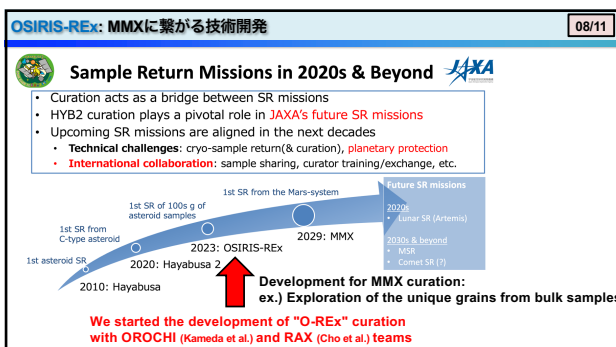 OSIRIS-REx: MMXに繋がる技術開発
08/11
Sample Return Missions in 2020s & Beyond
JAXA
• Curation acts as a bridge between SR missions
• HYB2 curation plays a pivotal role in JAXA's future SR missions
• Upcoming SR missions are aligned in the next decades
• Technical challenges: cryo-sample return(& curation), planetary protection
• International collaboration: sample sharing, curator training/exchange, etc.
Future SR missions
2020s
• Lunar SR (Artemis)
2030s & beyond
• MSR
• Comet SR (?)
1st SR from the Mars-system
1st SR of 100s g of
asteroid samples
1st SR from
C-type asteroid
1st asteroid SR
2029: MMX
2023: OSIRIS-REx
2020: Hayabusa 2
2010: Hayabusa
Development for MMX curation:
ex.) Exploration of the unique grains from bulk samples
We started the development of "O-REx" curation
with OROCHI (Kameda et al.) and RAX (Cho et al.) teams